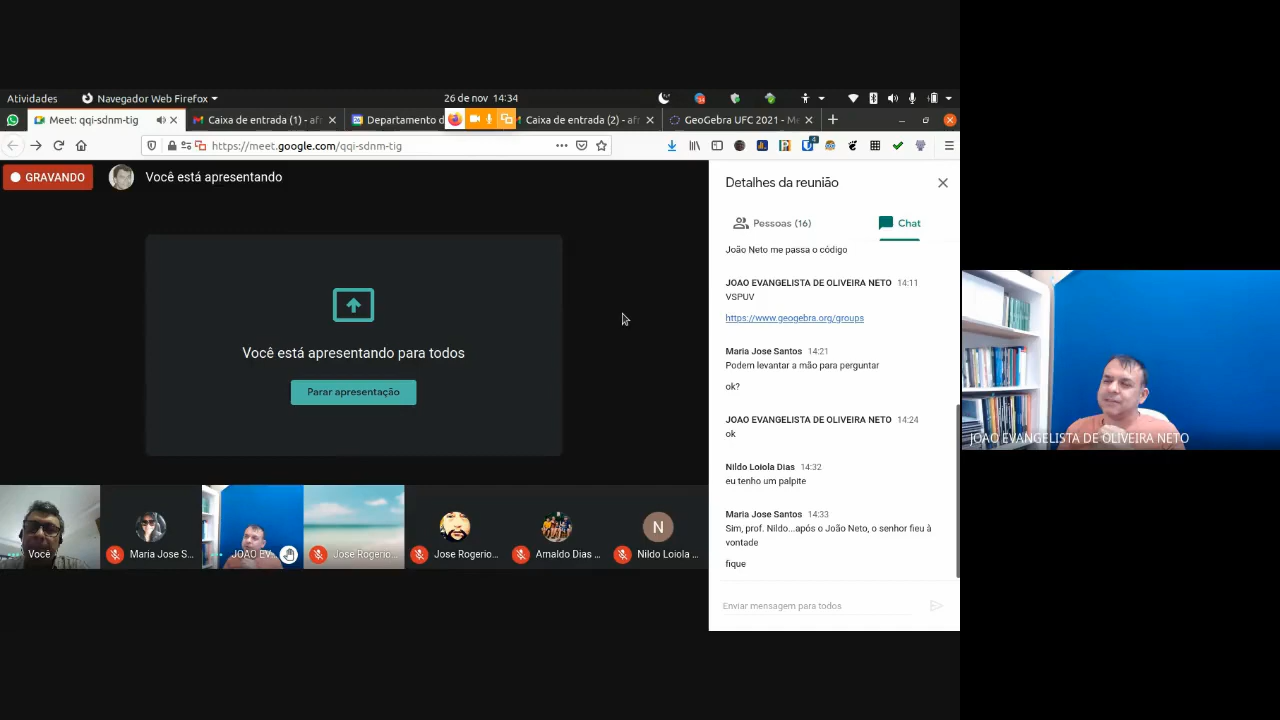 Atividades
Navegador Web Firefox
26 de nov 14:34
Meet: qqi-sdnm-tig
Caixa de entrada (1) - af
Departamento d
Caixa de entrada (2) - af
GeoGebra UFC 2021 - Me
https://meet.google.com/qqi-sdnm-tig
GRAVANDO
Você está apresentando
Detalhes da reunião
Pessoas (16)
Chat
João Neto me passa o código
JOAO EVANGELISTA DE OLIVEIRA NETO 14:11
VSPUV
https://www.geogebra.org/groups
Maria Jose Santos 14:21
Podem levantar a mão para perguntar
ok?
JOAO EVANGELISTA DE OLIVEIRA NETO 14:24
ok
Nildo Loiola Dias 14:32
eu tenho um palpite
Maria Jose Santos 14:33
Sim, prof. Nildo...após o João Neto, o senhor fieu à
vontade
fique
Enviar mensagem para todos
Você está apresentando para todos
Parar apresentação
Você
Maria Jose S...
JOAO EV...
Jose Rogerio...
Jose Rogerio...
Arnaldo Dias ...
N
Nildo Loiola ...
JOAO EVANGELISTA DE OLIVEIRA NETO